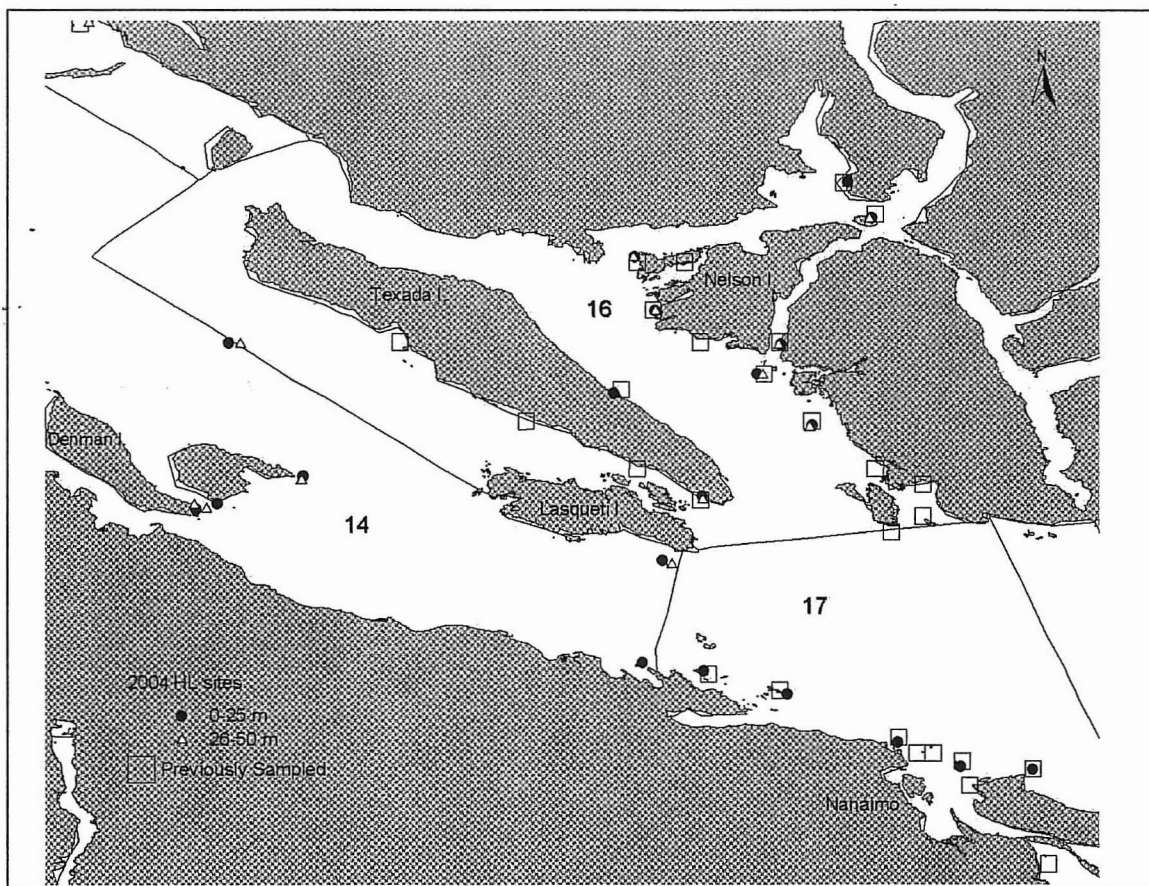 N
Nelson I.
16
Texada I.
Denman I.
14
Lasqueti I.
17
2004 HL sites
0-25 m
26-50 m
Previously Sampled
Nanaimo